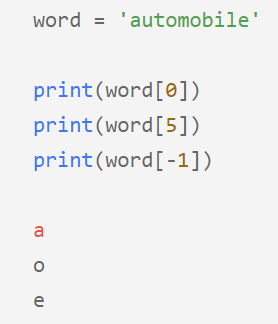 word = 'automobile'
print(word[0])
print(word[5])
print(word[-1])
a
o
e